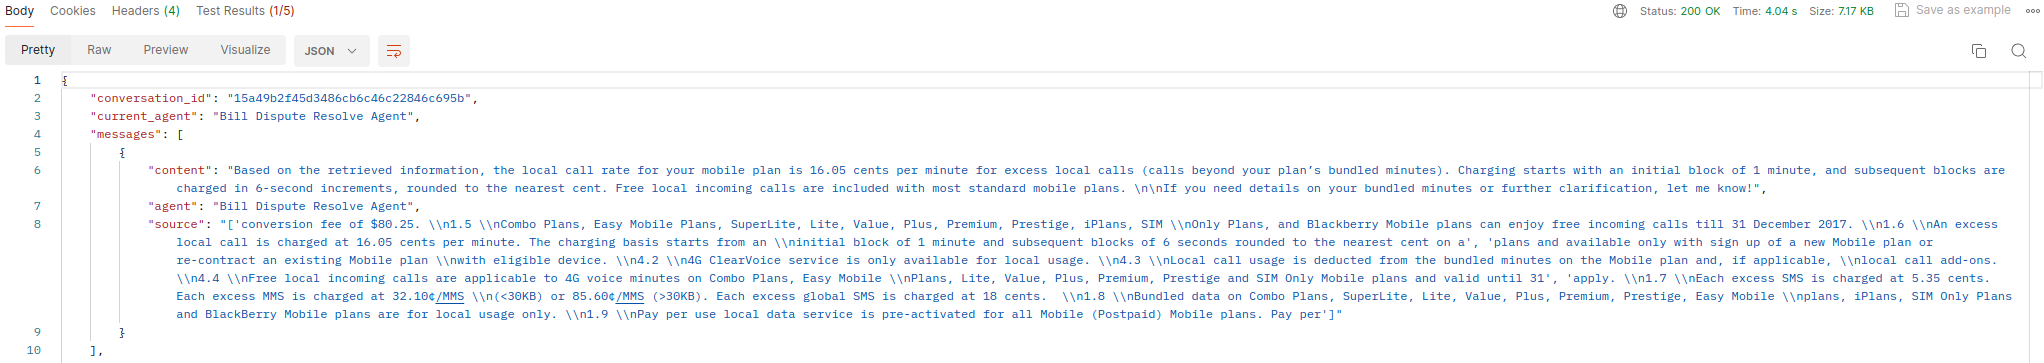 Body Cookies Headers (4) Test Results (1/5) Status: 200 OK Time: 4.04 s Size: 7.17 KB Save as example
Pretty Raw Preview Visualize JSON
1 {
2 "conversation_id": "15a49b2f45d3486cb6c46c22846c695b",
3 "current_agent": "Bill Dispute Resolve Agent",
4 "messages": [
5 {
6 "content": "Based on the retrieved information, the local call rate for your mobile plan is 16.05 cents per minute for excess local calls (calls beyond your plan’s bundled minutes). Charging starts with an initial block of 1 minute, and subsequent blocks are
charged in 6-second increments, rounded to the nearest cent. Free local incoming calls are included with most standard mobile plans. \n\nIf you need details on your bundled minutes or further clarification, let me know!",
7 "agent": "Bill Dispute Resolve Agent",
8 "source": "['conversion fee of $80.25. \\n1.5 \\nCombo Plans, Easy Mobile Plans, SuperLite, Lite, Value, Plus, Premium, Prestige, iPlans, SIM \\nOnly Plans, and Blackberry Mobile plans can enjoy free incoming calls till 31 December 2017. \\n1.6 \\nAn excess
local call is charged at 16.05 cents per minute. The charging basis starts from an \\ninitial block of 1 minute and subsequent blocks of 6 seconds rounded to the nearest cent on a', 'plans and available only with sign up of a new Mobile plan or
re-contract an existing Mobile plan \\nwith eligible device. \\n4.2 \\n4G ClearVoice service is only available for local usage. \\n4.3 \\nLocal call usage is deducted from the bundled minutes on the Mobile plan and, if applicable, \\nlocal call add-ons.
\\n4.4 \\nFree local incoming calls are applicable to 4G voice minutes on Combo Plans, Easy Mobile \\nPlans, Lite, Value, Plus, Premium, Prestige and SIM Only Mobile plans and valid until 31', 'apply. \\n1.7 \\nEach excess SMS is charged at 5.35 cents.
Each excess MMS is charged at 32.10¢/MMS \\n(<30KB) or 85.60¢/MMS (>30KB). Each excess global SMS is charged at 18 cents.  \\n1.8 \\nBundled data on Combo Plans, SuperLite, Lite, Value, Plus, Premium, Prestige, Easy Mobile \\nplans, iPlans, SIM Only Plans
and BlackBerry Mobile plans are for local usage only. \\n1.9 \\nPay per use local data service is pre-activated for all Mobile (Postpaid) Mobile plans. Pay per']"
9 }
10 ],